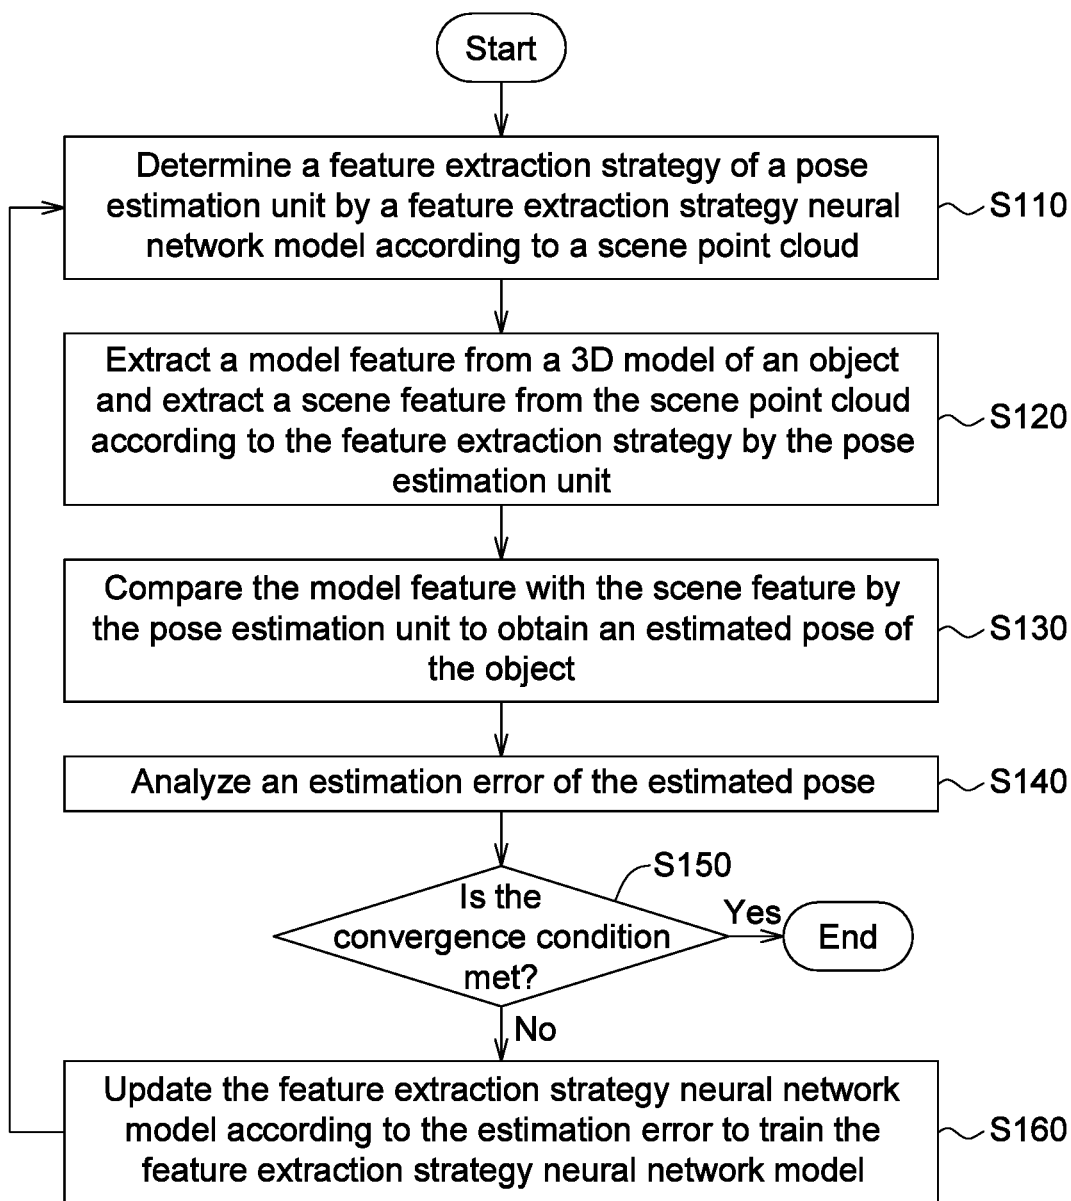 Start
Determine a feature extraction strategy of a pose
estimation unit by a feature extraction strategy neural
network model according to a scene point cloud
S110
Extract a model feature from a 3D model of an object
and extract a scene feature from the scene point cloud
according to the feature extraction strategy by the pose
estimation unit
S120
Compare the model feature with the scene feature by
the pose estimation unit to obtain an estimated pose of
the object
S130
Analyze an estimation error of the estimated pose
S140
S150
Is the
convergence condition
met?
Yes
End
No
Update the feature extraction strategy neural network
model according to the estimation error to train the
feature extraction strategy neural network model
S160